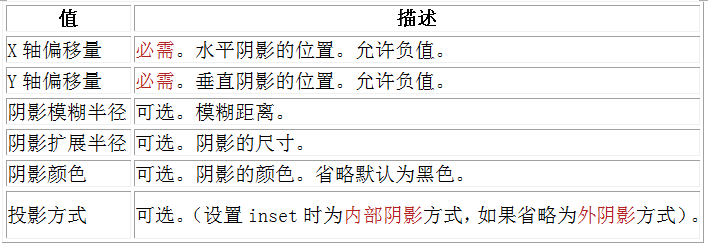 值 描述
X 轴偏移量 必需。水平阴影的位置。允许负值。
Y 轴偏移量 必需。垂直阴影的位置。允许负值。
阴影模糊半径 可选。模糊距离。
阴影扩展半径 可选。阴影的尺寸。
阴影颜色 可选。阴影的颜色。省略默认为黑色。
投影方式 可选。（设置 inset 时为内部阴影方式，如果省略为外阴影方式）。